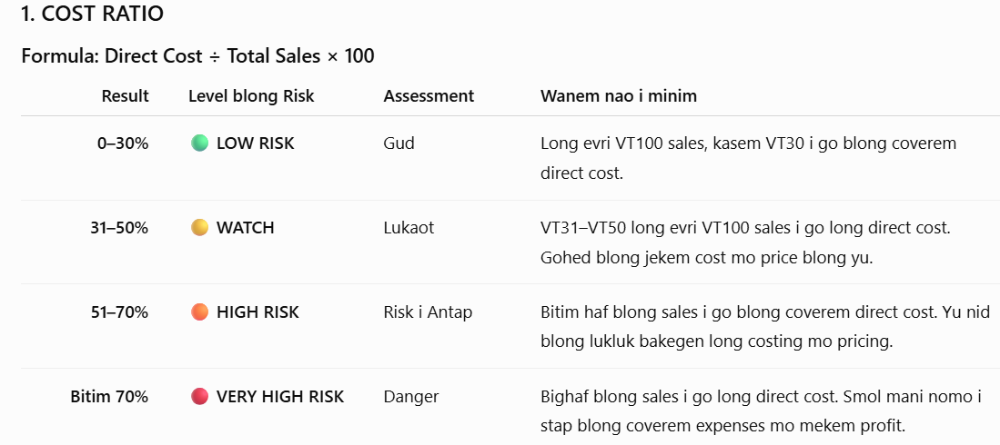 1. COST RATIO
Formula: Direct Cost ÷ Total Sales × 100
Result Level blong Risk Assessment Wanem nao i minim
0–30% LOW RISK Gud Long evri VT100 sales, kasem VT30 i go blong coverem
direct cost.
31–50% WATCH Lukaot VT31–VT50 long evri VT100 sales i go long direct cost.
Gohed blong jekem cost mo price blong yu.
51–70% HIGH RISK Risk i Antap Bitim haf blong sales i go blong coverem direct cost. Yu nid
blong lukluk bakegen long costing mo pricing.
Bitim 70% VERY HIGH RISK Danger Bighaf blong sales i go long direct cost. Smol mani nomo i
stap blong coverem expenses mo mekem profit.